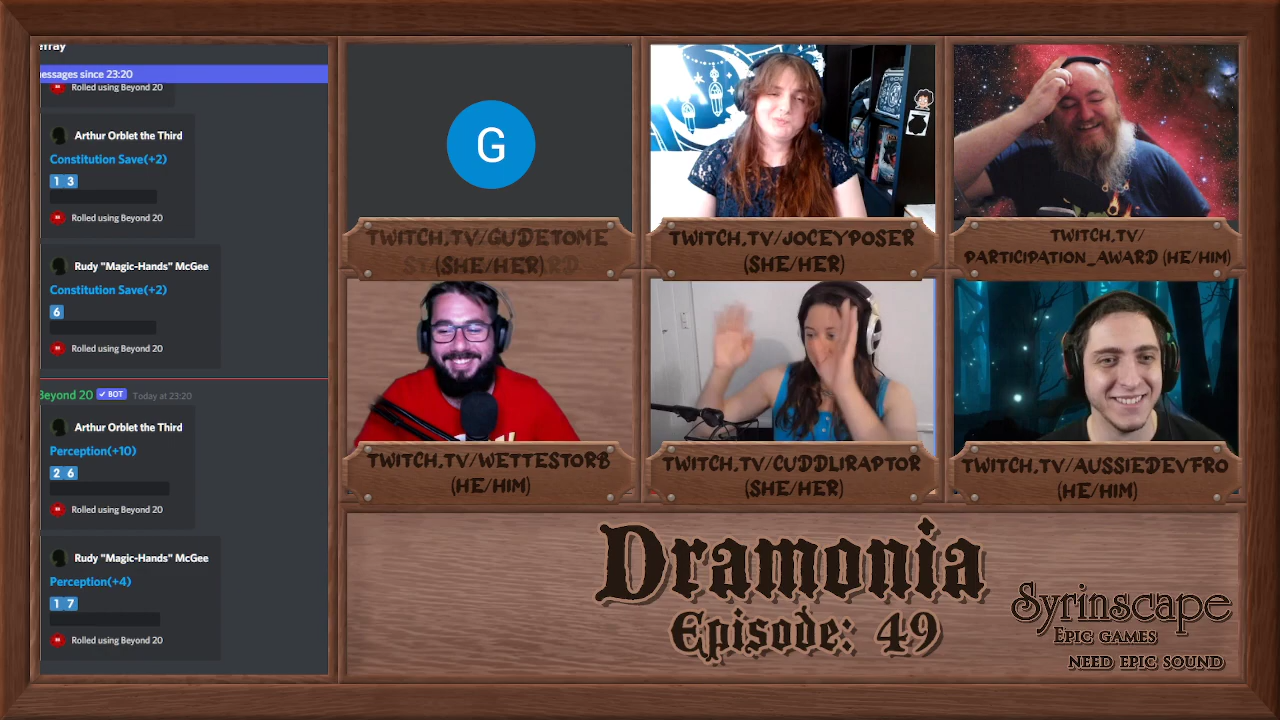 erray
essages since 23:20
Rolled using Beyond 20
Arthur Orblet the Third
Constitution Save(+2)
1 3
Rolled using Beyond 20
Rudy "Magic-Hands" McGee
Constitution Save(+2)
6
Rolled using Beyond 20
Beyond 20 ✓ BOT Today at 23:20
Arthur Orblet the Third
Perception(+10)
2 6
Rolled using Beyond 20
Rudy "Magic-Hands" McGee
Perception(+4)
1 7
Rolled using Beyond 20
G
TWITCH.TV/GUDETOME
(SHE/HER)
TWITCH.TV/JOCEYPOSER
(SHE/HER)
TWITCH.TV/
PARTICIPATION_AWARD (HE/HIM)
TWITCH.TV/WETTESTOR8
(HE/HIM)
TWITCH.TV/CUDDLIRAPTOR
(SHE/HER)
TWITCH.TV/AUSSIEDEVFRO
(HE/HIM)
Dramonia
Episode: 49
Syrinscape
EPIC GAMES
NEED EPIC SOUND